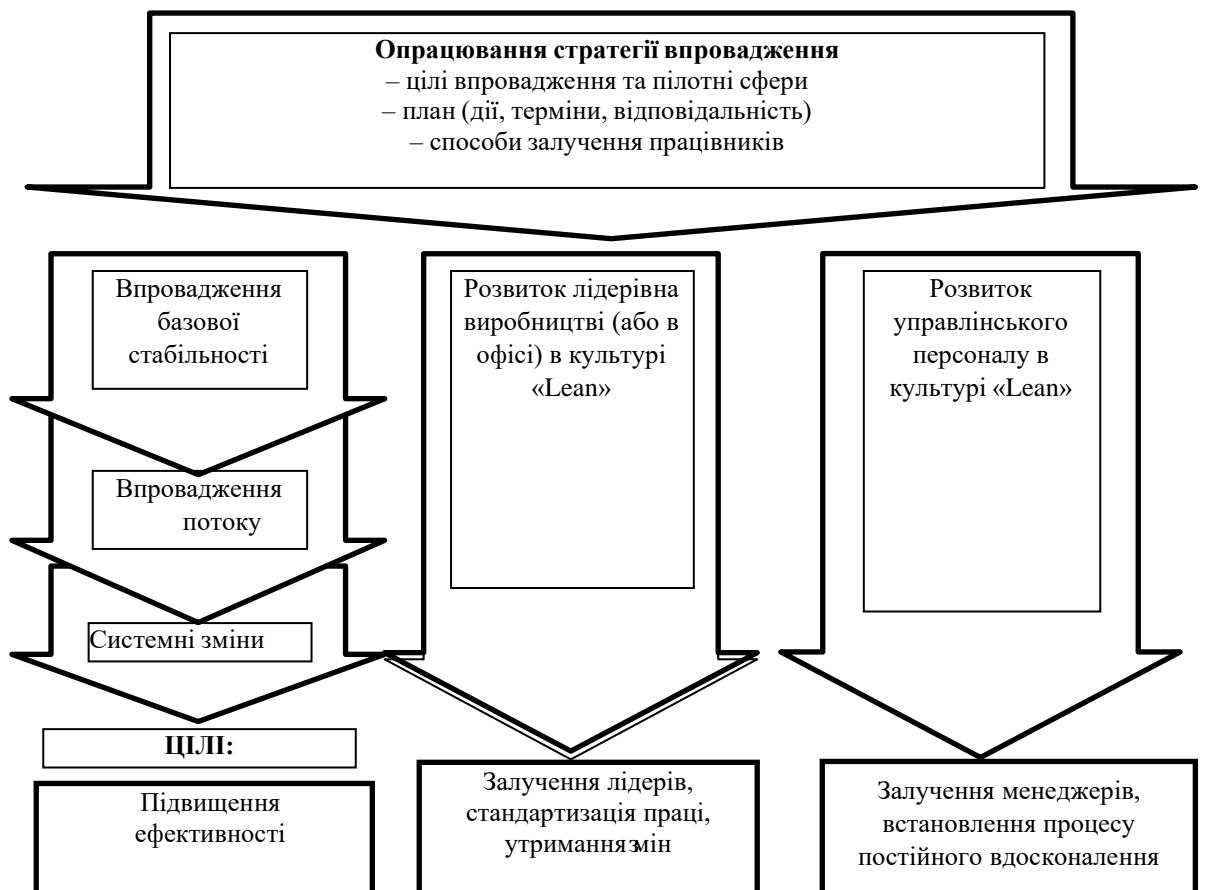 Опрацювання стратегії впровадження
– цілі впровадження та пілотні сфери
– план (дії, терміни, відповідальність)
– способи залучення працівників
Впровадження
базової
стабільності
Впровадження
потоку
Системні зміни
Розвиток лідерівна
виробництві (або в
офісі) в культурі
«Lean»
Розвиток
управлінського
персоналу в
культурі «Lean»
ЦІЛІ:
Підвищення
ефективності
Залучення лідерів,
стандартизація праці,
утримання змін
Залучення менеджерів,
встановлення процесу
постійного вдосконалення